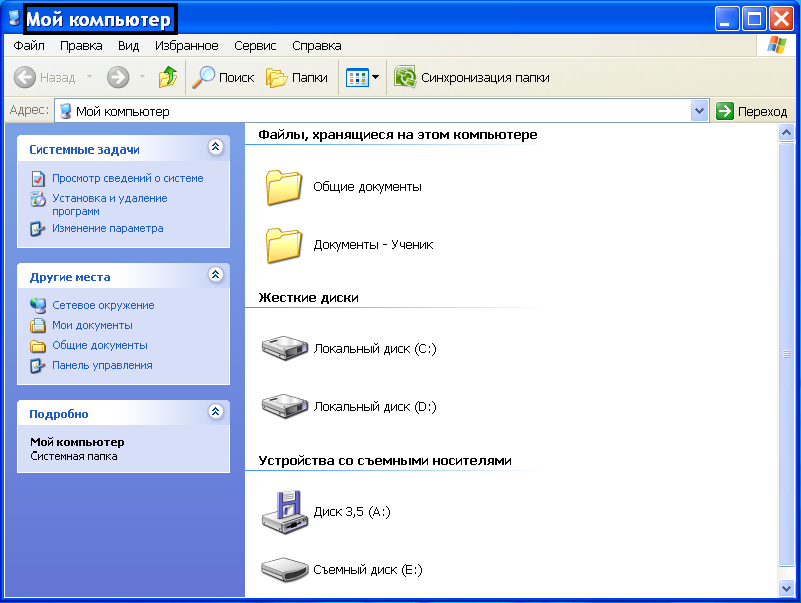 Мой компьютер
Файл Правка Вид Избранное Сервис Справка
Назад Поиск Папки Синхронизация папки
Адрес: Мой компьютер Переход
Системные задачи
Просмотр сведений о системе
Установка и удаление
программ
Изменение параметра
Другие места
Сетевое окружение
Мои документы
Общие документы
Панель управления
Подробно
Мой компьютер
Системная папка
Файлы, хранящиеся на этом компьютере
Общие документы
Документы - Ученик
Жесткие диски
Локальный диск (C:)
Локальный диск (D:)
Устройства со съемными носителями
Диск 3,5 (A:)
Съемный диск (E:)